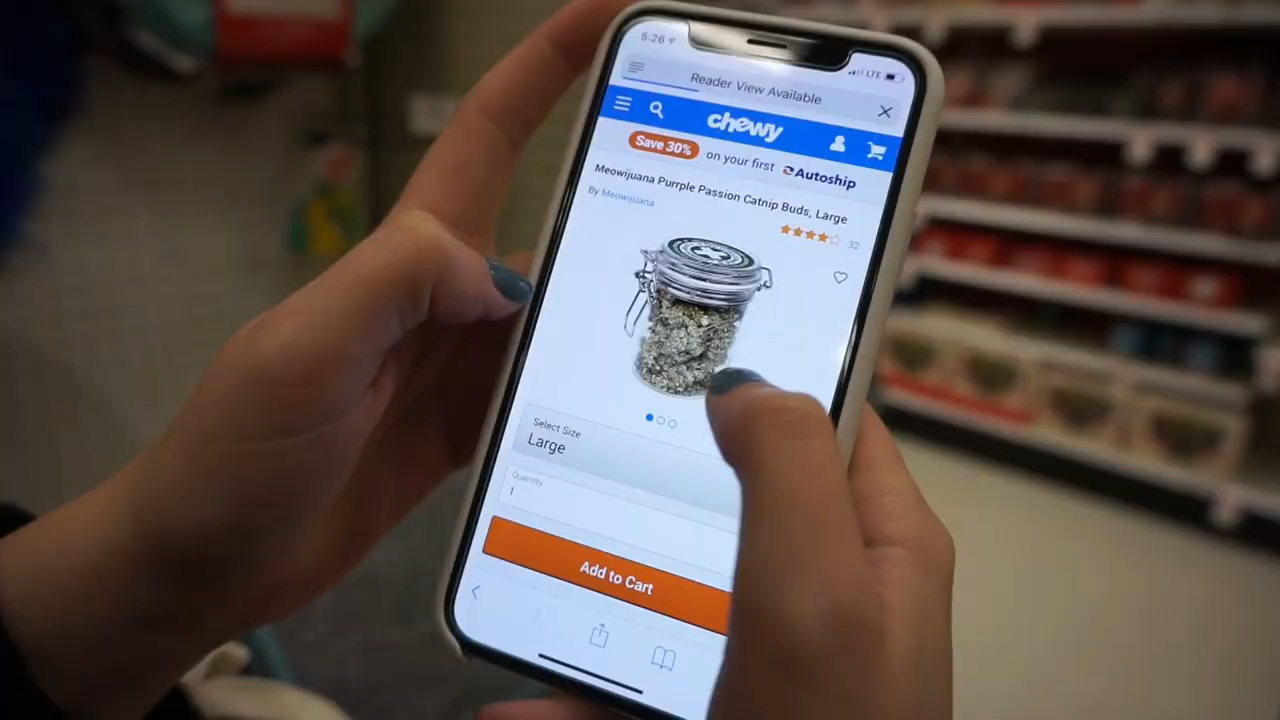 5:26
LTE
Reader View Available
chewy
Save 30% on your first Autoship
Meowijuana Purrple Passion Catnip Buds, Large
By Meowijuana
32
Select Size
Large
Quantity
1
Add to Cart